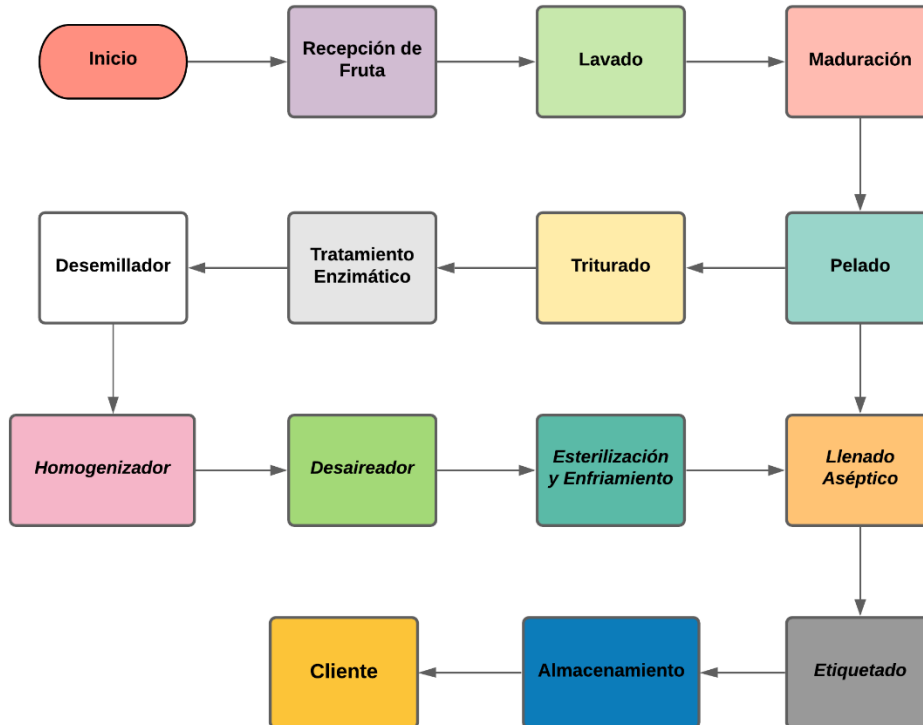 Inicio
Recepción de
Fruta
Lavado
Maduración
Desemillador
Tratamiento
Enzimático
Triturado
Pelado
Homogenizador
Desaireador
Esterilización
y Enfriamiento
Llenado
Aséptico
Cliente
Almacenamiento
Etiquetado